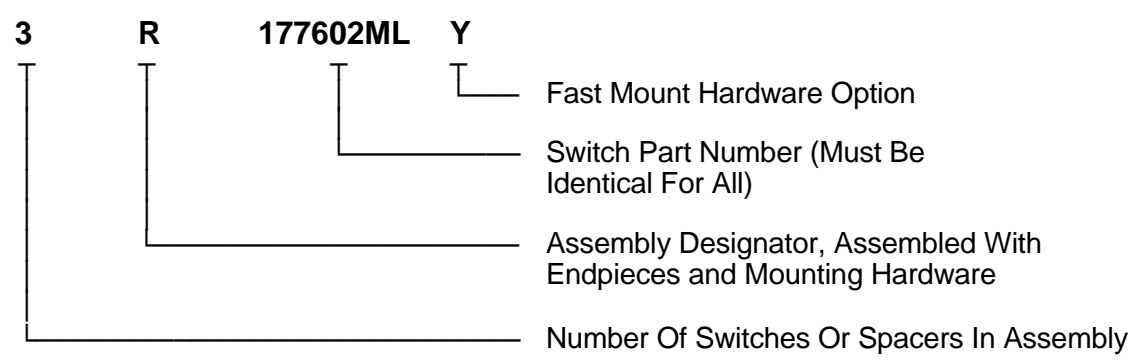 3 R 177602ML Y
Fast Mount Hardware Option
Switch Part Number (Must Be
Identical For All)
Assembly Designator, Assembled With
Endpieces and Mounting Hardware
Number Of Switches Or Spacers In Assembly